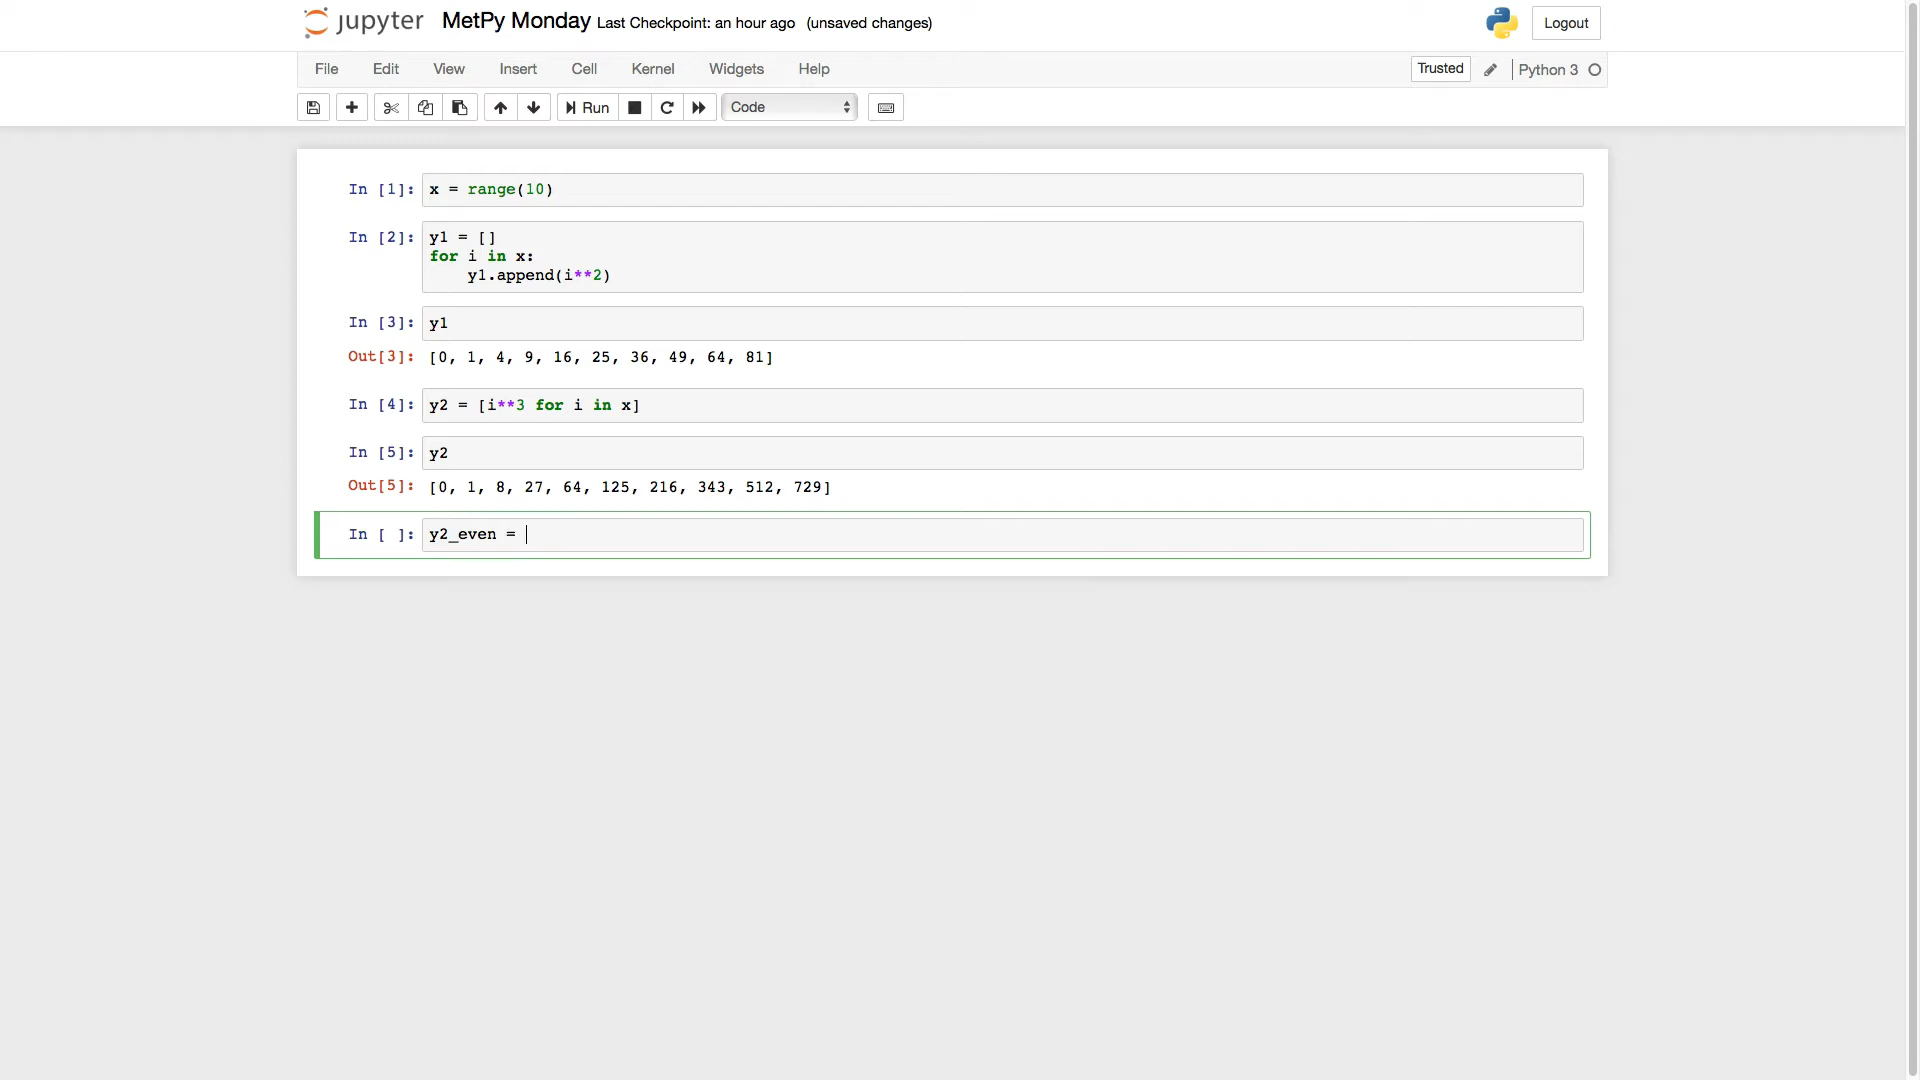 jupyter MetPy Monday Last Checkpoint: an hour ago (unsaved changes) Logout
File Edit View Insert Cell Kernel Widgets Help Trusted Python 3
Run Code
In [1]: x = range(10)
In [2]: y1 = []
for i in x:
    y1.append(i**2)
In [3]: y1
Out[3]: [0, 1, 4, 9, 16, 25, 36, 49, 64, 81]
In [4]: y2 = [i**3 for i in x]
In [5]: y2
Out[5]: [0, 1, 8, 27, 64, 125, 216, 343, 512, 729]
In [ ]: y2_even =